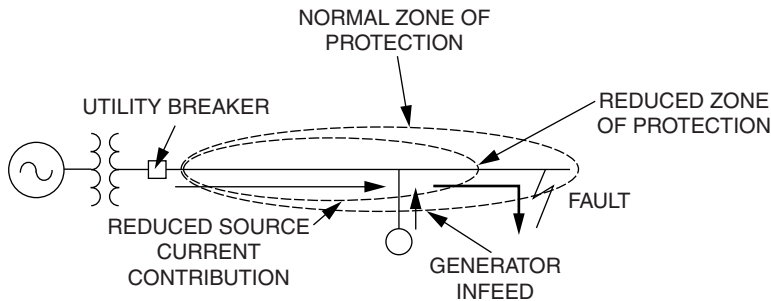 NORMAL ZONE OF
PROTECTION
UTILITY BREAKER
REDUCED ZONE
OF PROTECTION
REDUCED SOURCE
CURRENT
CONTRIBUTION
FAULT
GENERATOR
INFEED